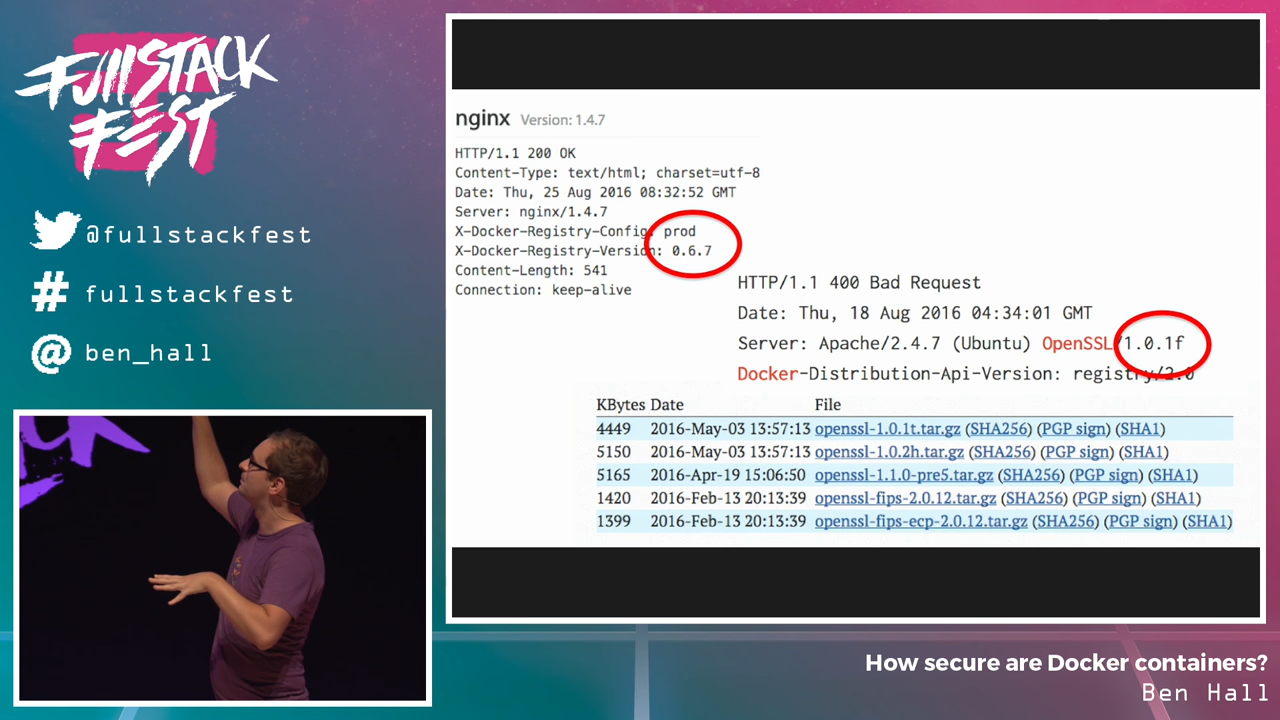 FullSTACK
FEST
@fullstackfest
# fullstackfest
@ ben_hall
nginx Version: 1.4.7
HTTP/1.1 200 OK
Content-Type: text/html; charset=utf-8
Date: Thu, 25 Aug 2016 08:32:52 GMT
Server: nginx/1.4.7
X-Docker-Registry-Config: prod
X-Docker-Registry-Version: 0.6.7
Content-Length: 541
Connection: keep-alive
HTTP/1.1 400 Bad Request
Date: Thu, 18 Aug 2016 04:34:01 GMT
Server: Apache/2.4.7 (Ubuntu) OpenSSL/1.0.1f
Docker-Distribution-Api-Version: registry/2.0
KBytes Date File
4449 2016-May-03 13:57:13 openssl-1.0.1t.tar.gz (SHA256) (PGP sign) (SHA1)
5150 2016-May-03 13:57:13 openssl-1.0.2h.tar.gz (SHA256) (PGP sign) (SHA1)
5165 2016-Apr-19 15:06:50 openssl-1.1.0-pre5.tar.gz (SHA256) (PGP sign) (SHA1)
1420 2016-Feb-13 20:13:39 openssl-fips-2.0.12.tar.gz (SHA256) (PGP sign) (SHA1)
1399 2016-Feb-13 20:13:39 openssl-fips-ecp-2.0.12.tar.gz (SHA256) (PGP sign) (SHA1)
How secure are Docker containers?
Ben Hall